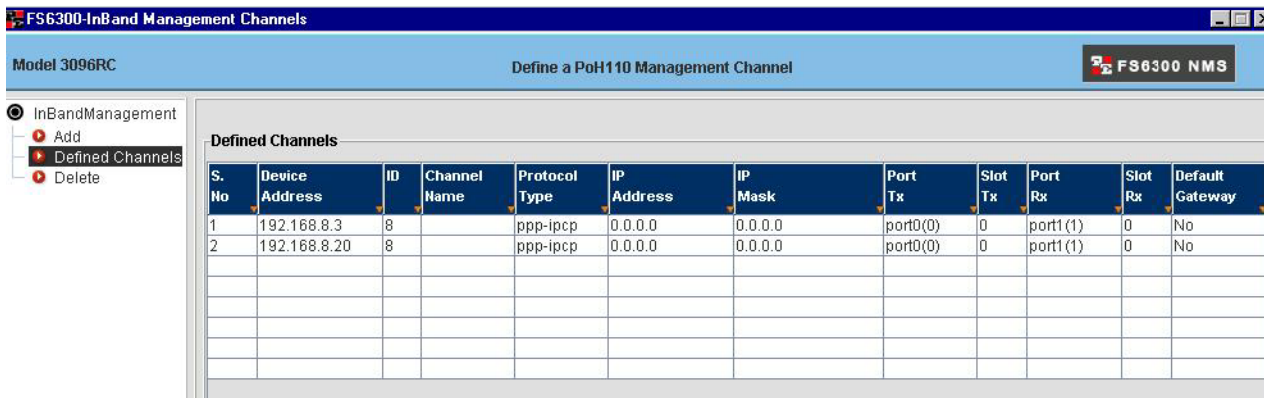 FS6300-InBand Management Channels
Model 3096RC
Define a PoH110 Management Channel
FS6300 NMS
InBandManagement
Add
Defined Channels
Delete
Defined Channels
S. No Device Address ID Channel Name Protocol Type IP Address IP Mask Port Tx Slot Tx Port Rx Slot Rx Default Gateway
1 192.168.8.3 8 ppp-ipcp 0.0.0.0 0.0.0.0 port0(0) 0 port1(1) 0 No
2 192.168.8.20 8 ppp-ipcp 0.0.0.0 0.0.0.0 port0(0) 0 port1(1) 0 No